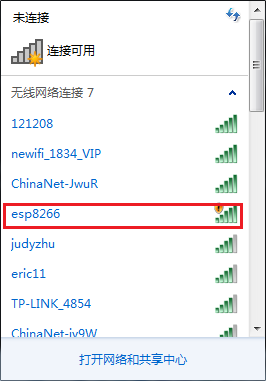 未连接
连接可用
无线网络连接 7
121208
newifi_1834_VIP
ChinaNet-JwuR
esp8266
judyzhu
eric11
TP-LINK_4854
ChinaNet-iv9W
打开网络和共享中心